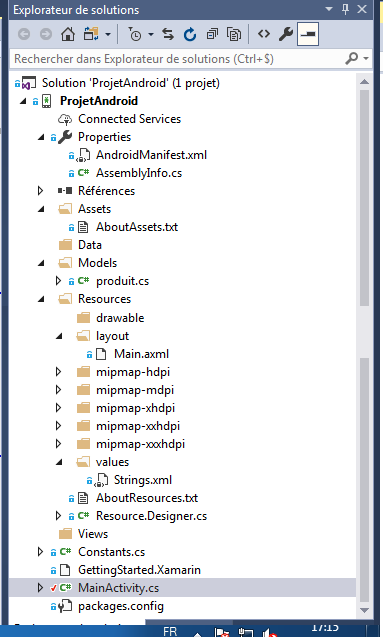 Explorateur de solutions
Rechercher dans Explorateur de solutions (Ctrl+$)
Solution 'ProjetAndroid' (1 projet)
ProjetAndroid
Connected Services
Properties
AndroidManifest.xml
AssemblyInfo.cs
Références
Assets
AboutAssets.txt
Data
Models
produit.cs
Resources
drawable
layout
Main.axml
mipmap-hdpi
mipmap-mdpi
mipmap-xhdpi
mipmap-xxhdpi
mipmap-xxxhdpi
values
Strings.xml
AboutResources.txt
Resource.Designer.cs
Views
Constants.cs
GettingStarted.Xamarin
MainActivity.cs
packages.config
FR 17:15